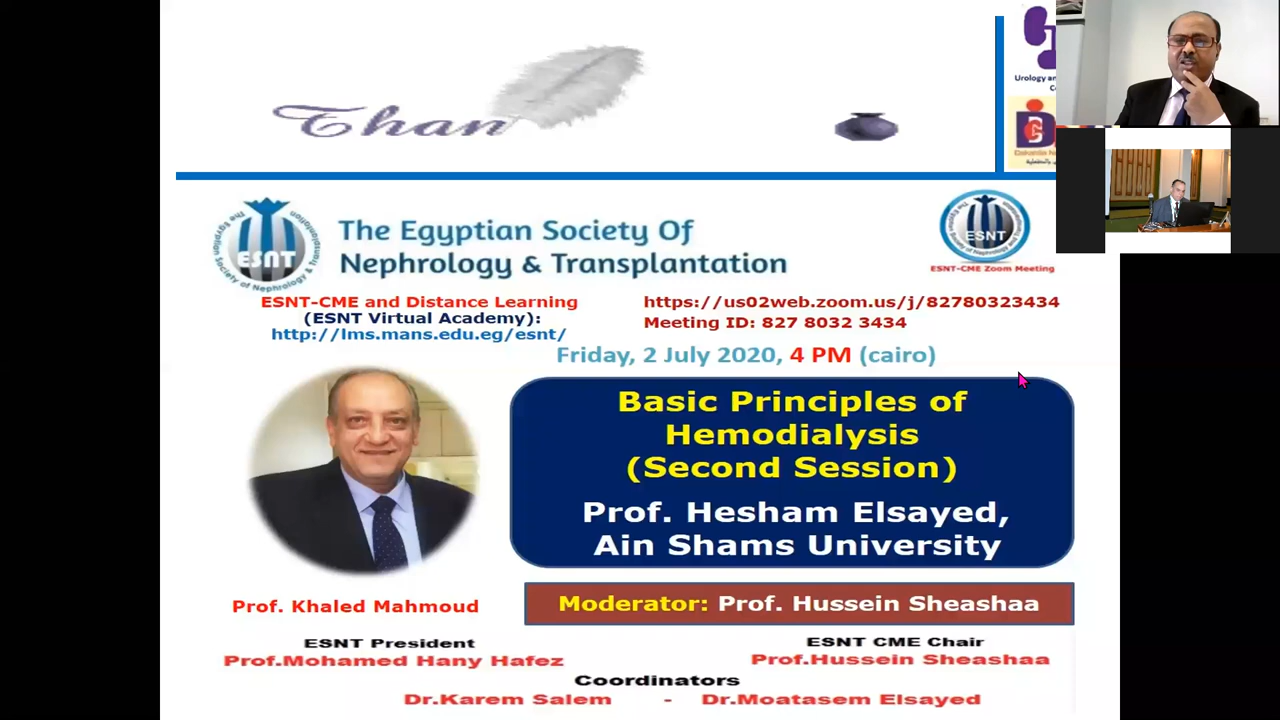 Than
Urology and
ESNT
The Egyptian Society Of
Nephrology & Transplantation
ESNT
ESNT-CME Zoom Meeting
ESNT-CME and Distance Learning
(ESNT Virtual Academy):
http://lms.mans.edu.eg/esnt/
https://us02web.zoom.us/j/82780323434
Meeting ID: 827 8032 3434
Friday, 2 July 2020, 4 PM (cairo)
Basic Principles of
Hemodialysis
(Second Session)
Prof. Hesham Elsayed,
Ain Shams University
Prof. Khaled Mahmoud
Moderator: Prof. Hussein Sheashaa
ESNT President
Prof.Mohamed Hany Hafez
ESNT CME Chair
Prof.Hussein Sheashaa
Coordinators
Dr.Karem Salem - Dr.Moatasem Elsayed